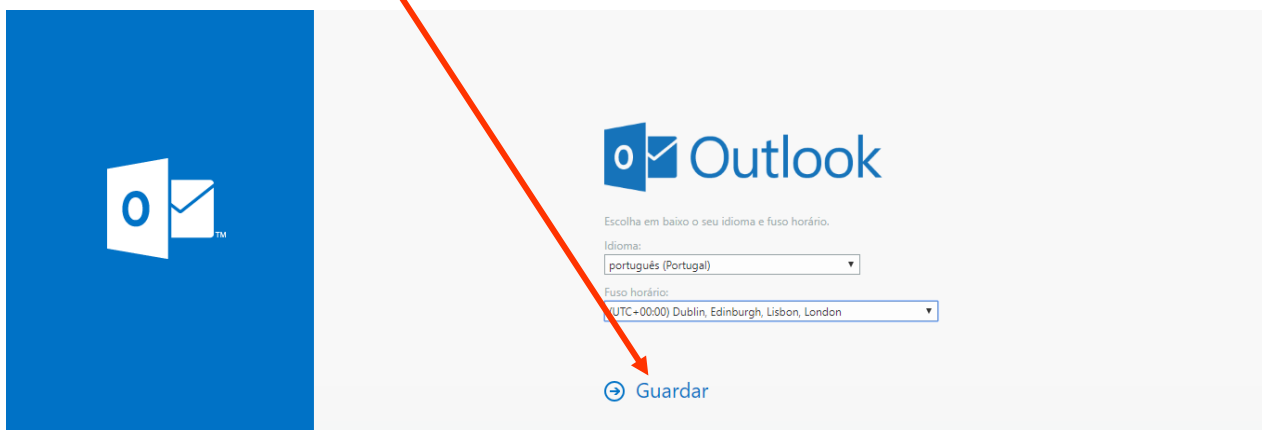 O
TM
O Outlook
Escolha em baixo o seu idioma e fuso horário.
Idioma:
português (Portugal)
Fuso horário:
(UTC+00:00) Dublin, Edinburgh, Lisbon, London
Guardar